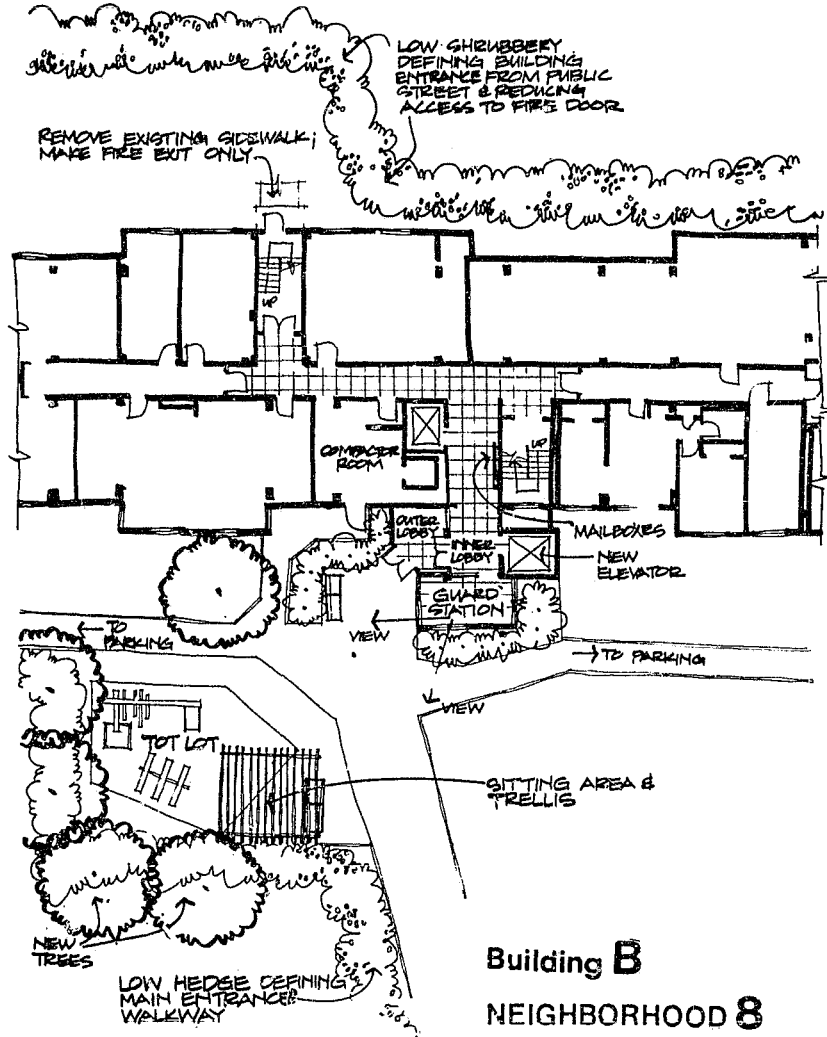 LOW SHRUBBERY
DEFINING BUILDING
ENTRANCE FROM PUBLIC
STREET & REDUCING
ACCESS TO FIRE DOOR
REMOVE EXISTING SIDEWALK;
MAKE FIRE EXIT ONLY
UP
UP
COMPACTOR
ROOM
OUTER
LOBBY
INNER
LOBBY
MAILBOXES
NEW
ELEVATOR
GUARD
STATION
VIEW
← TO
PARKING
→ TO PARKING
VIEW
TOT LOT
SITTING AREA &
TRELLIS
NEW
TREES
LOW HEDGE DEFINING
MAIN ENTRANCE
WALKWAY
Building B
NEIGHBORHOOD 8